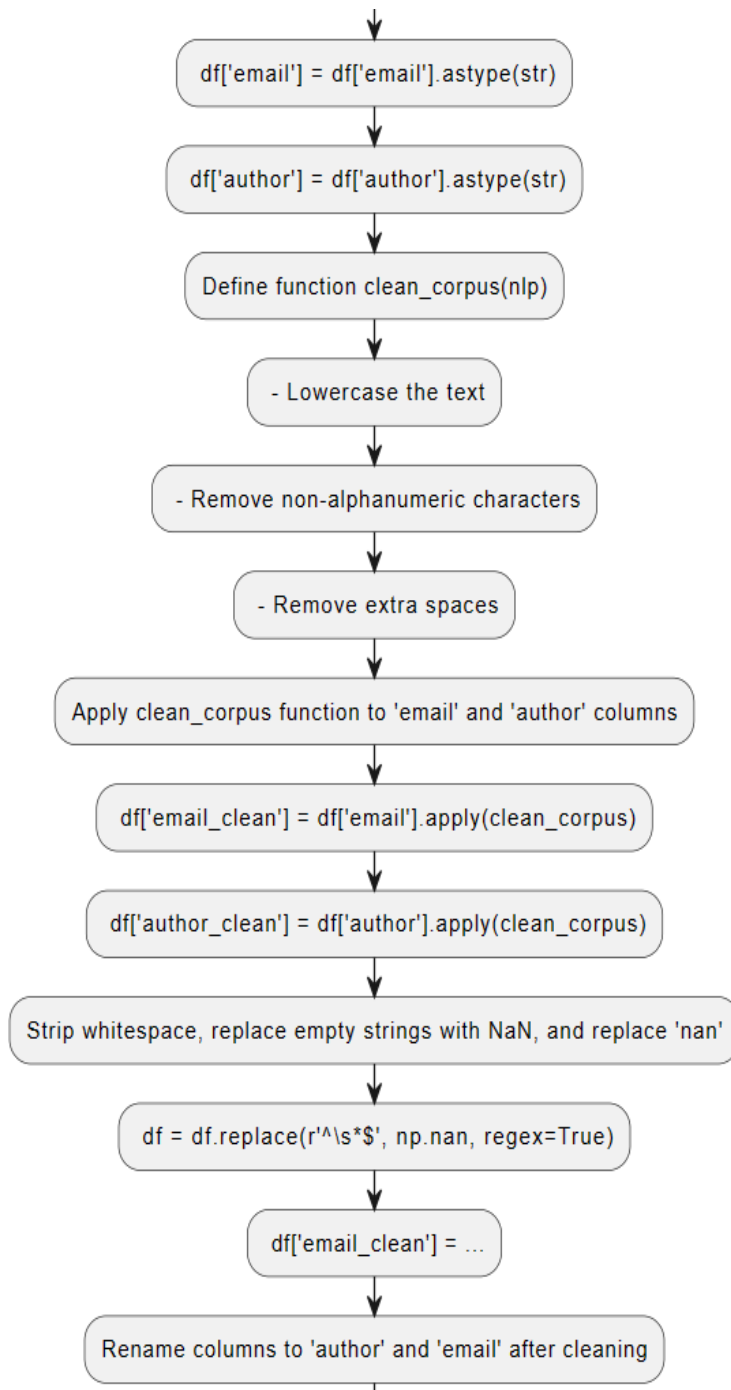 df['email'] = df['email'].astype(str)
df['author'] = df['author'].astype(str)
Define function clean_corpus(nlp)
- Lowercase the text
- Remove non-alphanumeric characters
- Remove extra spaces
Apply clean_corpus function to 'email' and 'author' columns
df['email_clean'] = df['email'].apply(clean_corpus)
df['author_clean'] = df['author'].apply(clean_corpus)
Strip whitespace, replace empty strings with NaN, and replace 'nan'
df = df.replace(r'^\s*$', np.nan, regex=True)
df['email_clean'] = ...
Rename columns to 'author' and 'email' after cleaning